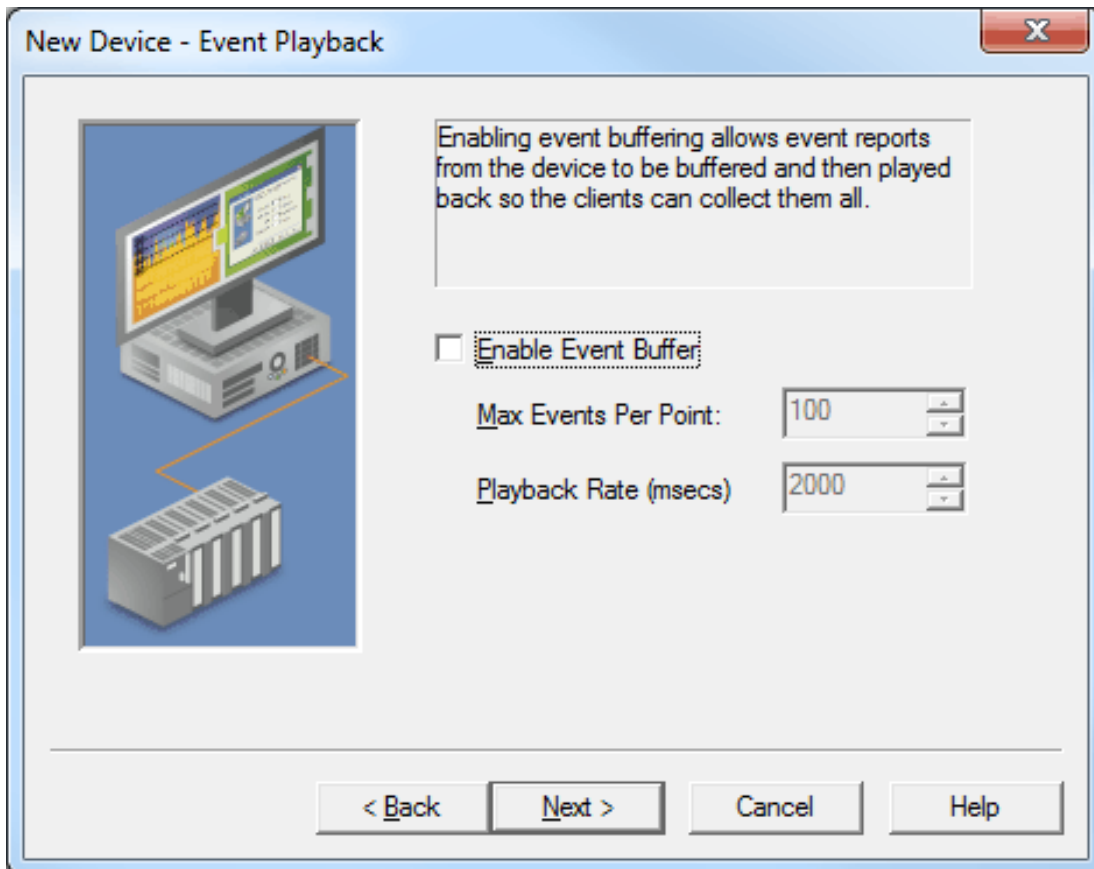 New Device - Event Playback
Enabling event buffering allows event reports
from the device to be buffered and then played
back so the clients can collect them all.
Enable Event Buffer
Max Events Per Point: 100
Playback Rate (msecs) 2000
< Back Next > Cancel Help